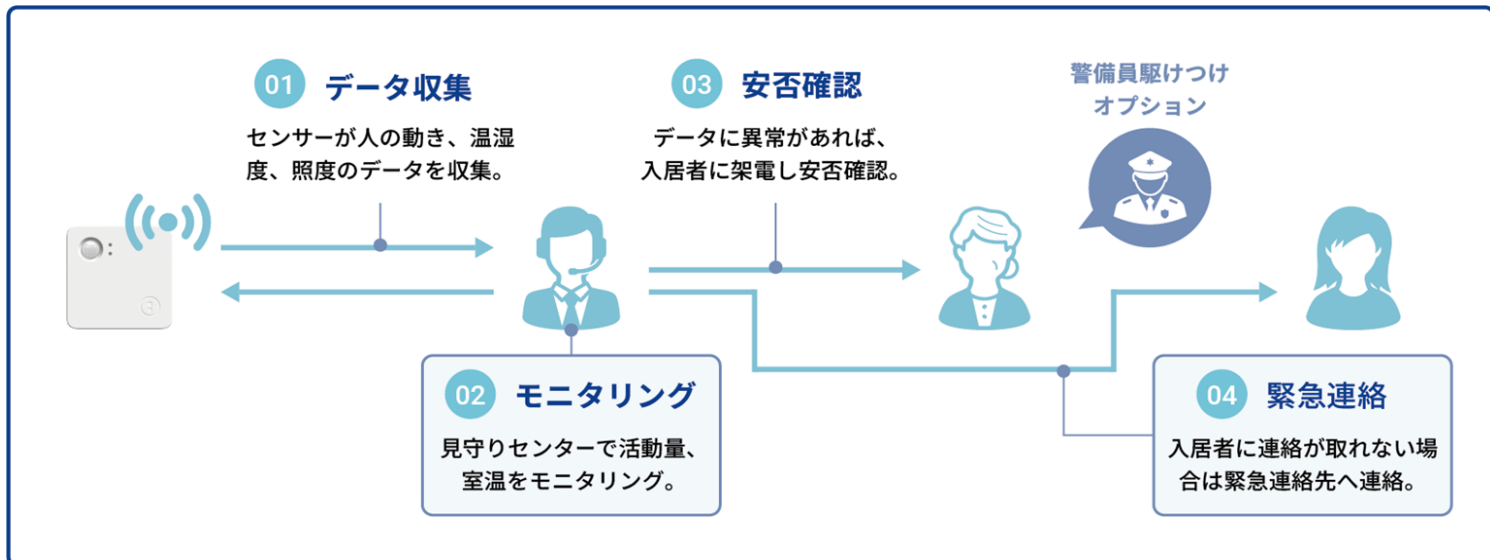 01 データ収集
センサーが人の動き、温湿
度、照度のデータを収集。
03 安否確認
データに異常があれば、
入居者に架電し安否確認。
警備員駆けつけ
オプション
02 モニタリング
見守りセンターで活動量、
室温をモニタリング。
04 緊急連絡
入居者に連絡が取れない場
合は緊急連絡先へ連絡。